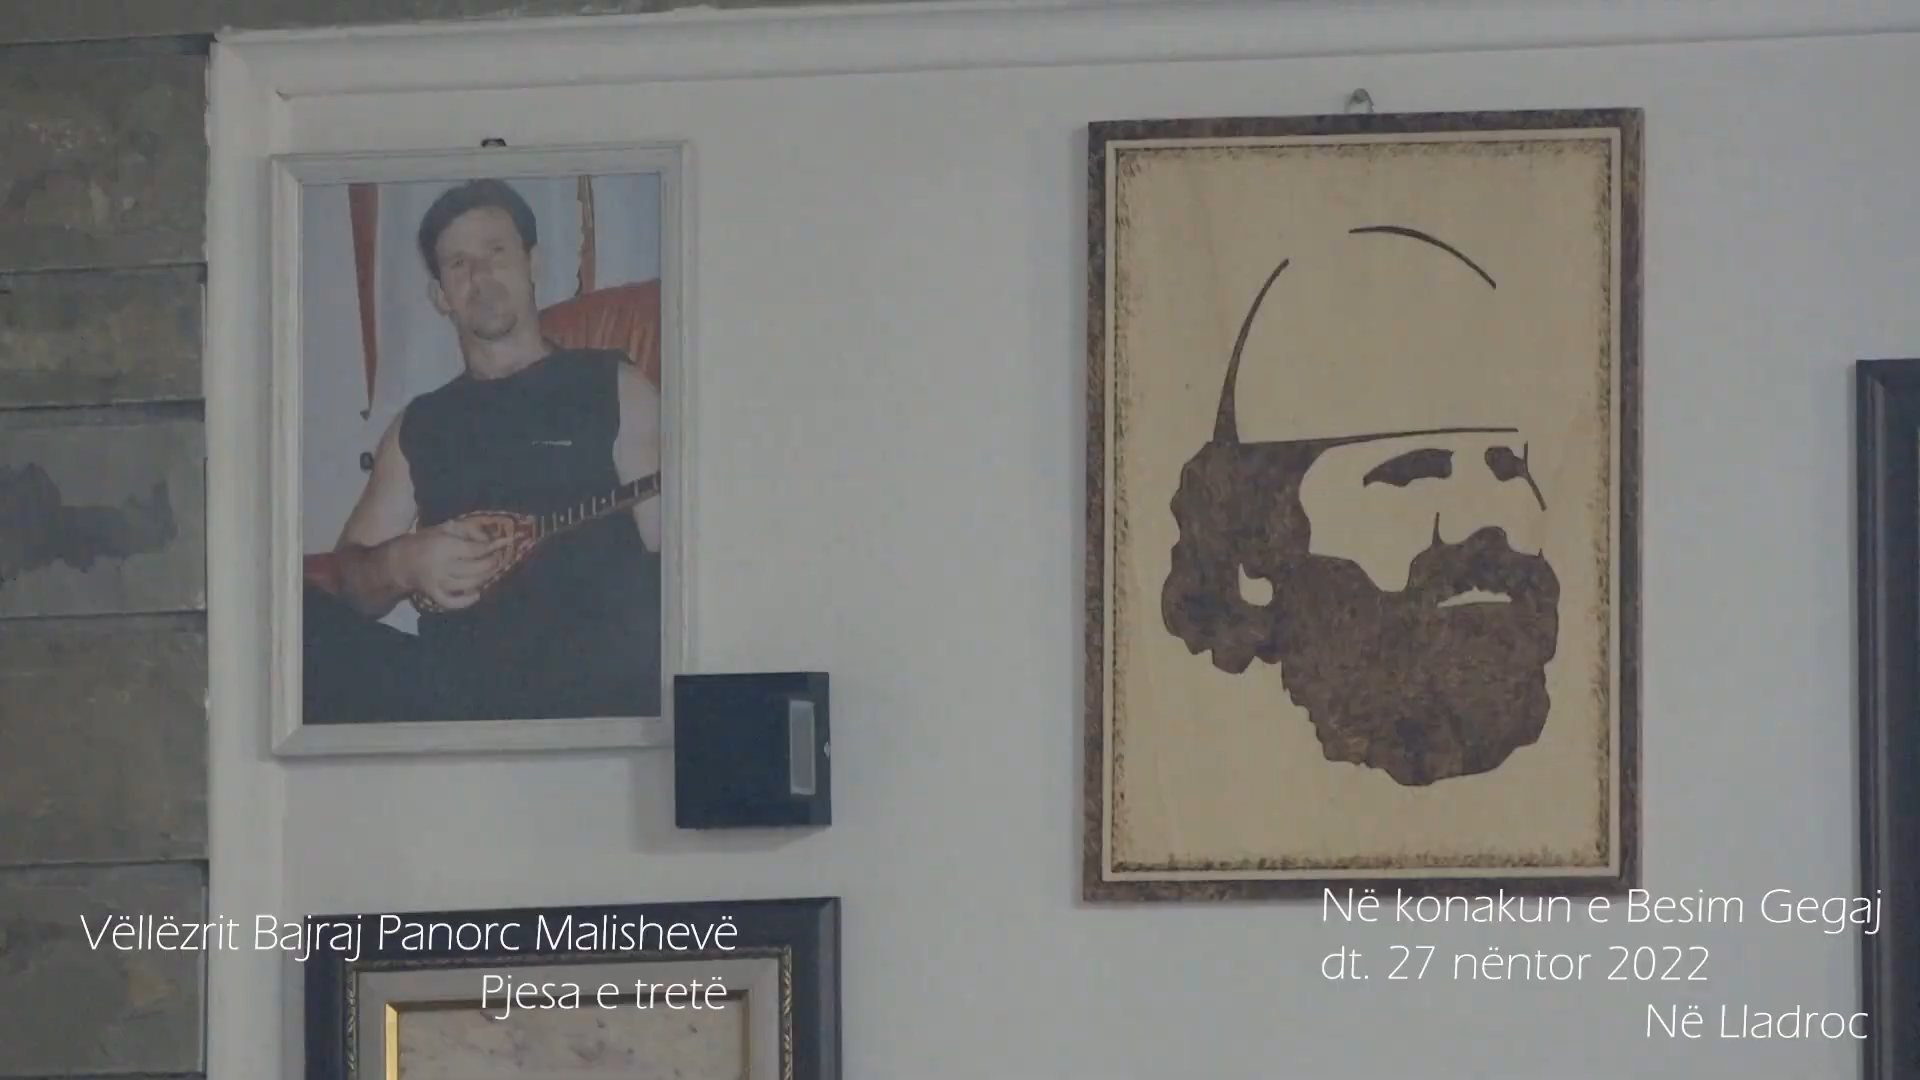 Vëllëzrit Bajraj Panorc Malishevë
Pjesa e tretë
Në konakun e Besim Gegaj
dt. 27 nëntor 2022
Në Lladroc